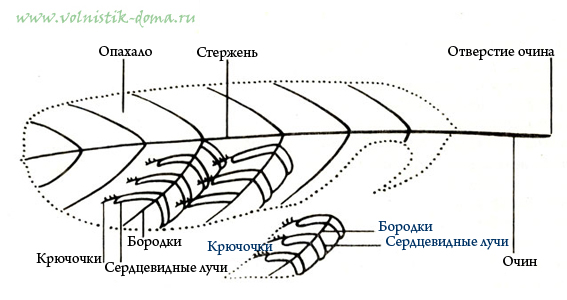 www.volnistik-doma.ru
Опахало
Стержень
Отверстие очина
Бородки
Крючочки
Сердцевидные лучи
Бородки
Крючочки
Сердцевидные лучи
Очин